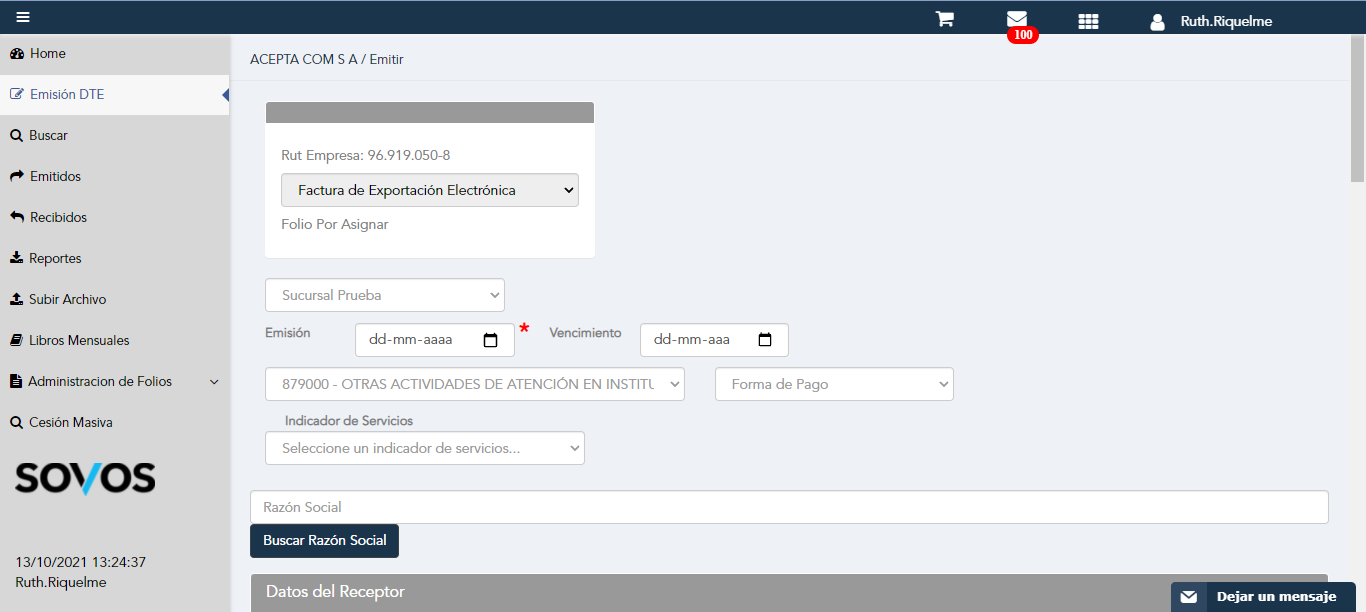 Ruth.Riquelme
100
Home
Emisión DTE
Buscar
Emitidos
Recibidos
Reportes
Subir Archivo
Libros Mensuales
Administracion de Folios
Cesión Masiva
SOVOS
13/10/2021 13:24:37
Ruth.Riquelme
ACEPTA COM S A / Emitir
Rut Empresa: 96.919.050-8
Factura de Exportación Electrónica
Folio Por Asignar
Sucursal Prueba
Emisión dd-mm-aaaa * Vencimiento dd-mm-aaa
879000 - OTRAS ACTIVIDADES DE ATENCIÓN EN INSTITU Forma de Pago
Indicador de Servicios
Seleccione un indicador de servicios...
Razón Social
Buscar Razón Social
Datos del Receptor
Dejar un mensaje